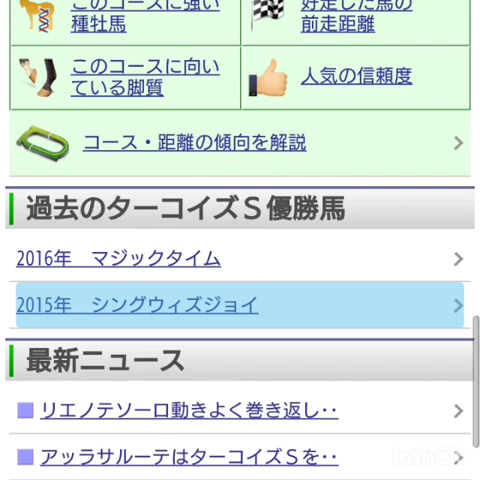 このコースに強い
種牡馬
好走した馬の
前走距離
このコースに向い
ている脚質
人気の信頼度
コース・距離の傾向を解説
過去のターコイズS優勝馬
2016年　マジックタイム
2015年　シングウィズジョイ
最新ニュース
リエノテソーロ動きよく巻き返し‥
アッラサルーテはターコイズSを‥